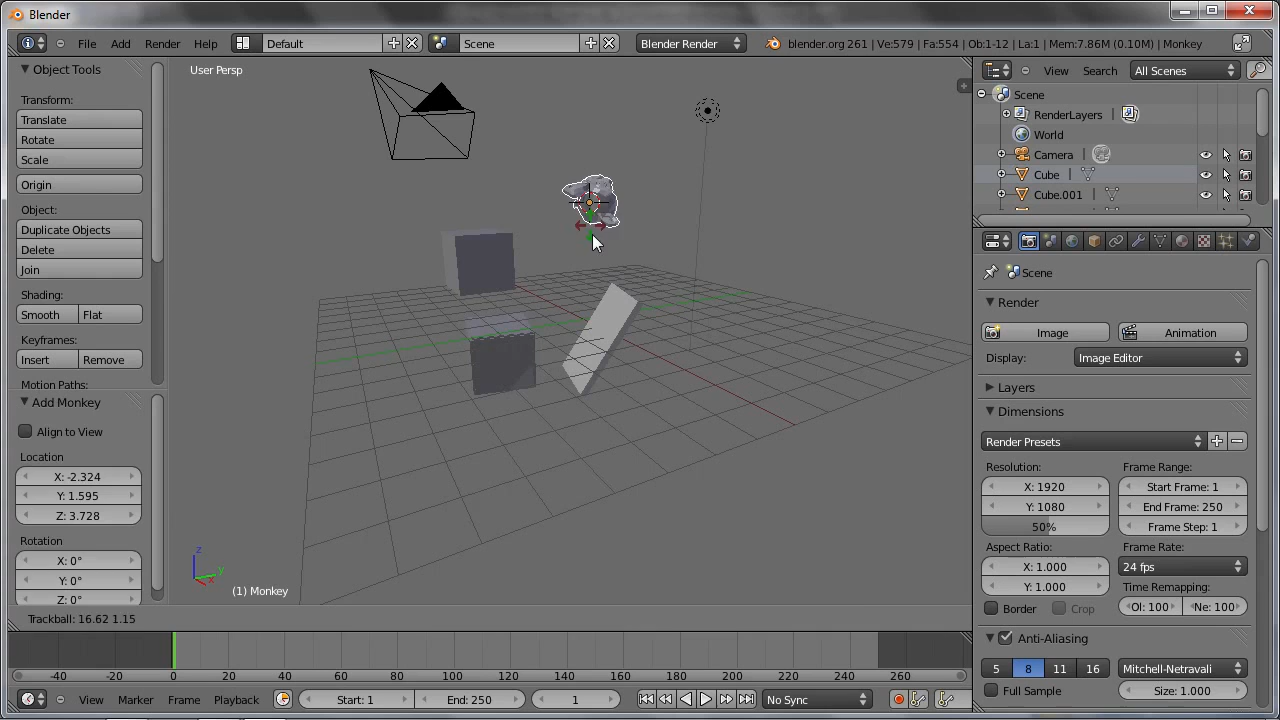 Blender
File Add Render Help Default Scene Blender Render blender.org 261 | Ve:579 | Fa:554 | Ob:1-12 | La:1 | Mem:7.86M (0.10M) | Monkey
Object Tools
Transform:
Translate
Rotate
Scale
Origin
Object:
Duplicate Objects
Delete
Join
Shading:
Smooth Flat
Keyframes:
Insert Remove
Motion Paths:
Add Monkey
Align to View
Location
X: -2.324
Y: 1.595
Z: 3.728
Rotation
X: 0°
Y: 0°
Z: 0°
User Persp
z
y
x
(1) Monkey
Trackball: 16.62 1.15
View Search All Scenes
Scene
RenderLayers |
World
Camera |
Cube |
Cube.001 |
Scene
Render
Image Animation
Display: Image Editor
Layers
Dimensions
Render Presets
Resolution: Frame Range:
X: 1920 Start Frame: 1
Y: 1080 End Frame: 250
50% Frame Step: 1
Aspect Ratio: Frame Rate:
X: 1.000 24 fps
Y: 1.000 Time Remapping:
Border Crop Ol: 100 Ne: 100
Anti-Aliasing
5 8 11 16 Mitchell-Netravali
Full Sample Size: 1.000
-40 -20 0 20 40 60 80 100 120 140 160 180 200 220 240 260
View Marker Frame Playback Start: 1 End: 250 1 No Sync